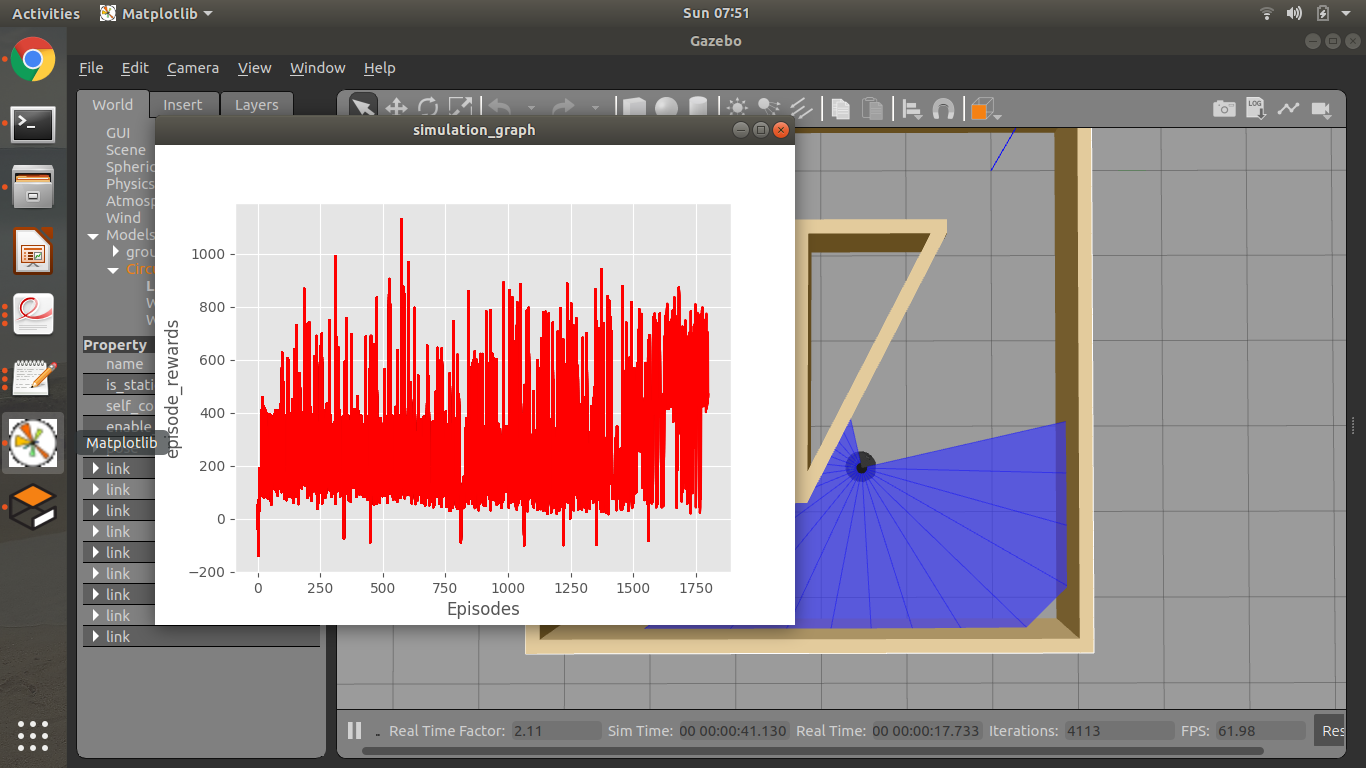 Activities Matplotlib Sun 07:51
Gazebo
File Edit Camera View Window Help
World Insert Layers
LOG
GUI
Scene
Spheric
Physics
Atmosp
Wind
Models
grou
Circ
L
W
W
Property
name
is_stati
self_co
enable
link
link
link
link
link
link
link
link
link
Matplotlib
simulation_graph
episode_rewards
1000
800
600
400
200
0
−200
0 250 500 750 1000 1250 1500 1750
Episodes
Real Time Factor: 2.11 Sim Time: 00 00:00:41.130 Real Time: 00 00:00:17.733 Iterations: 4113 FPS: 61.98 Res